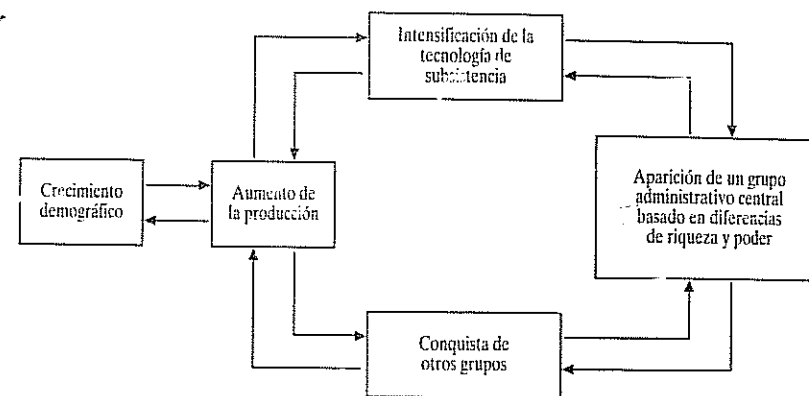 Intensificación de la
tecnología de
subsistencia
Crecimiento
demográfico
Aumento de
la producción
Aparición de un grupo
administrativo central
basado en diferencias
de riqueza y poder
Conquista de
otros grupos